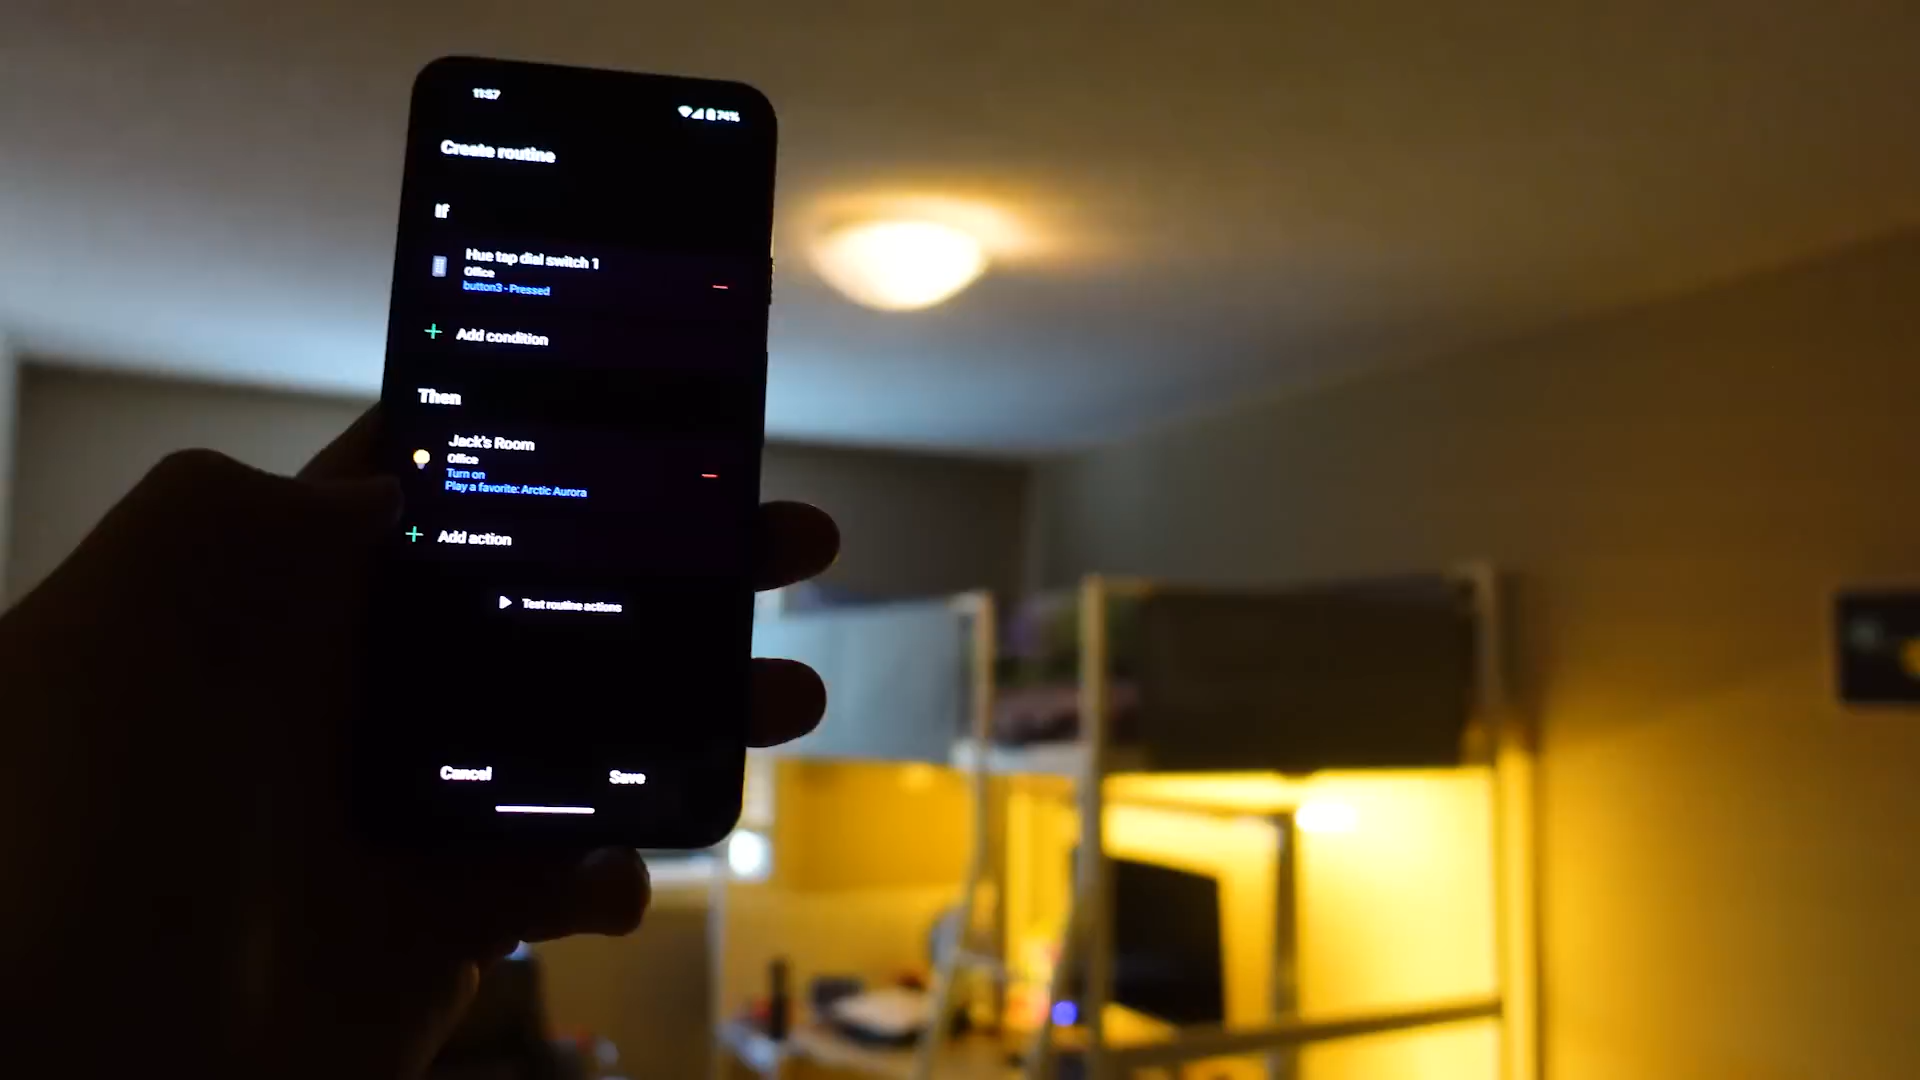 11:57
74%
Create routine
If
Hue tap dial switch 1
Office
button3 - Pressed
Add condition
Then
Jack's Room
Office
Turn on
Play a favorite: Arctic Aurora
Add action
Test routine actions
Cancel
Save